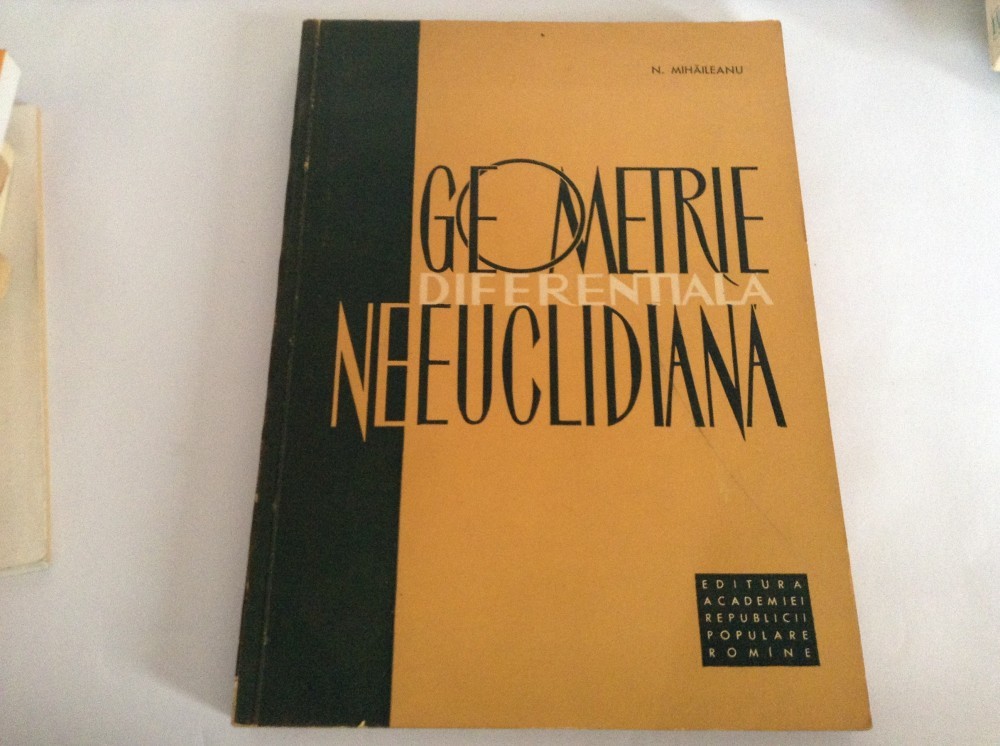 N. MIHĂILEANU
GEOMETRIE
DIFERENȚIALĂ
NEEUCLIDIANĂ
EDITURA
ACADEMIEI
REPUBLICII
POPULARE
ROMÎNE